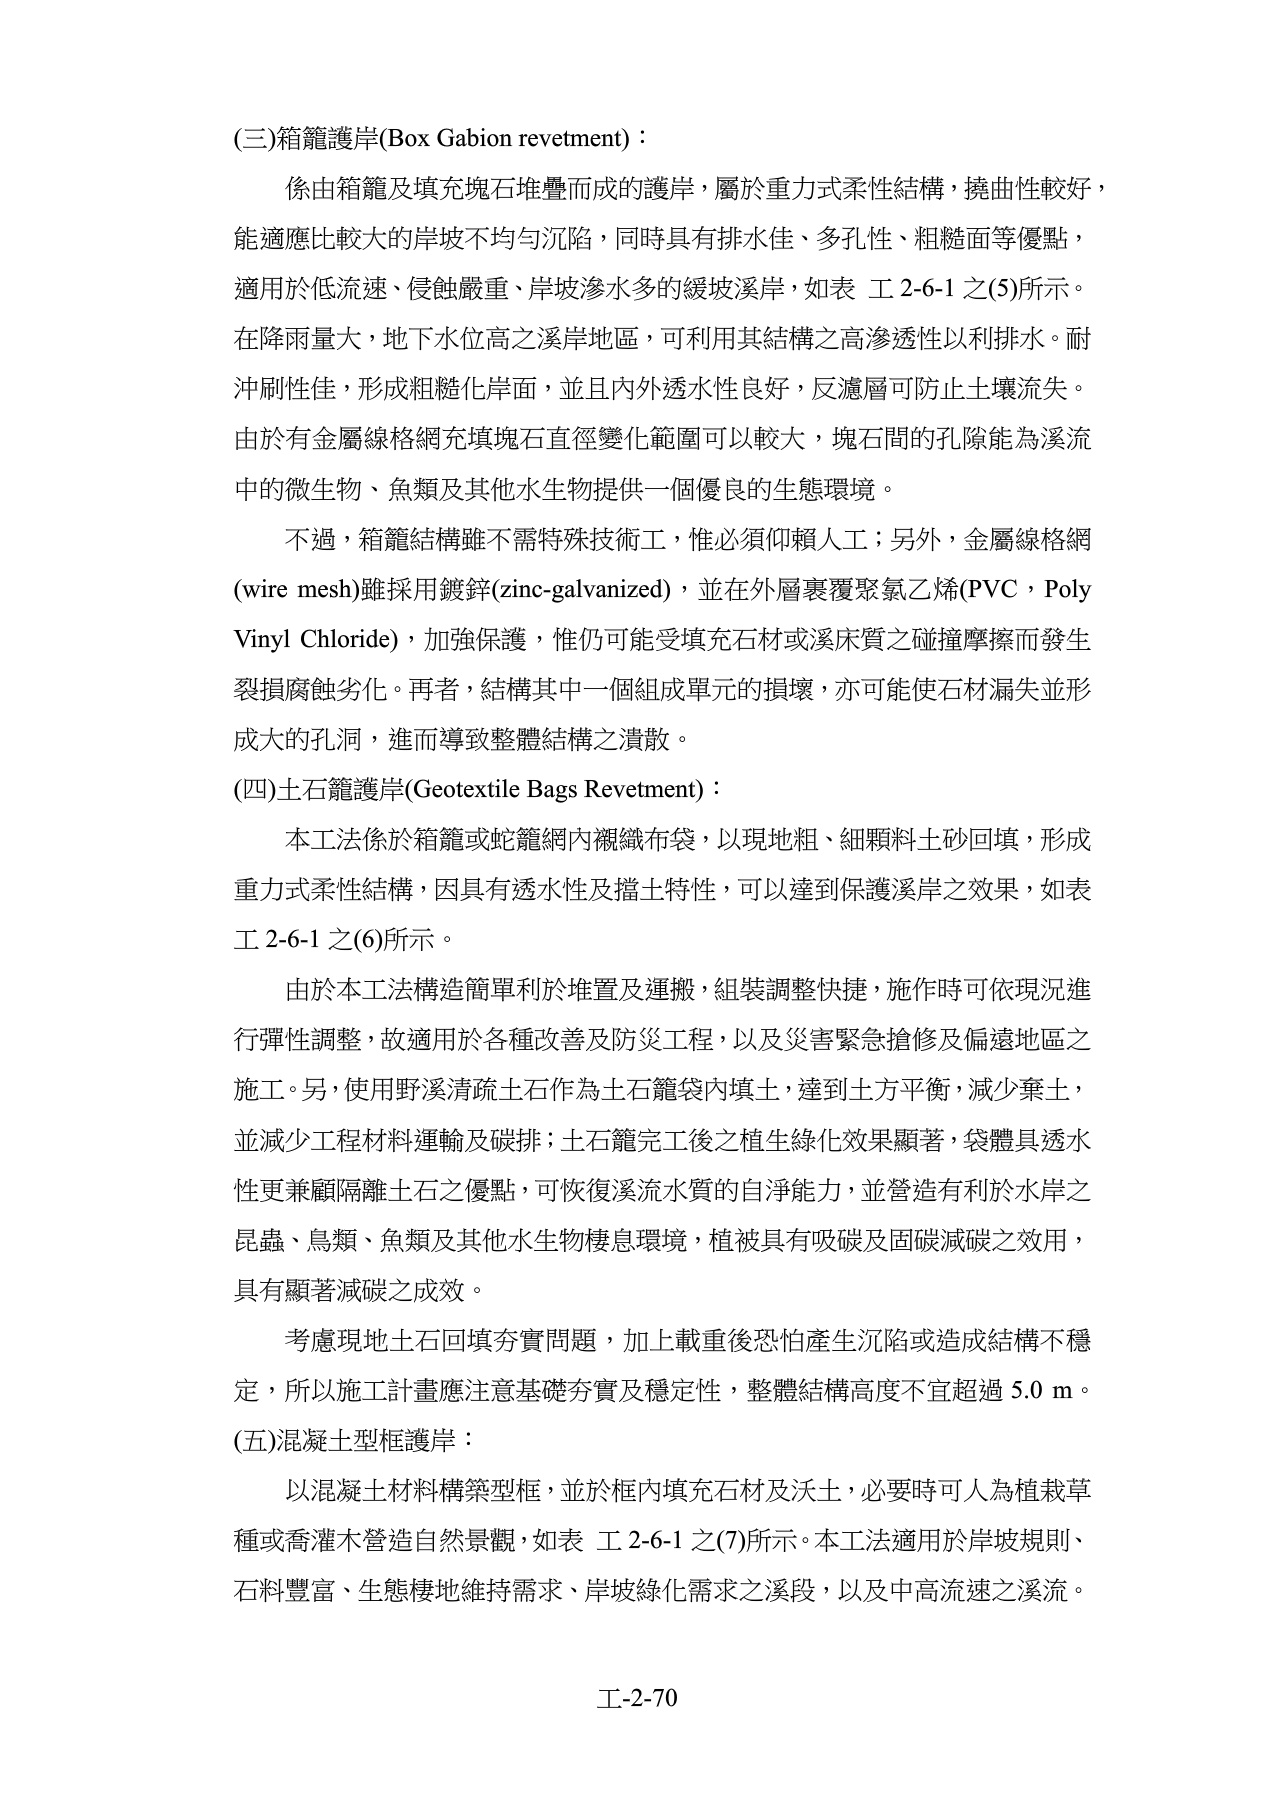 (三)箱籠護岸(Box Gabion revetment)：
係由箱籠及填充塊石堆疊而成的護岸，屬於重力式柔性結構，撓曲性較好，
能適應比較大的岸坡不均勻沉陷，同時具有排水佳、多孔性、粗糙面等優點，
適用於低流速、侵蝕嚴重、岸坡滲水多的緩坡溪岸，如表 工 2-6-1 之(5)所示。
在降雨量大，地下水位高之溪岸地區，可利用其結構之高滲透性以利排水。耐
沖刷性佳，形成粗糙化岸面，並且內外透水性良好，反濾層可防止土壤流失。
由於有金屬線格網充填塊石直徑變化範圍可以較大，塊石間的孔隙能為溪流
中的微生物、魚類及其他水生物提供一個優良的生態環境。
不過，箱籠結構雖不需特殊技術工，惟必須仰賴人工；另外，金屬線格網
(wire mesh)雖採用鍍鋅(zinc-galvanized)，並在外層裹覆聚氯乙烯(PVC，Poly
Vinyl Chloride)，加強保護，惟仍可能受填充石材或溪床質之碰撞摩擦而發生
裂損腐蝕劣化。再者，結構其中一個組成單元的損壞，亦可能使石材漏失並形
成大的孔洞，進而導致整體結構之潰散。
(四)土石籠護岸(Geotextile Bags Revetment)：
本工法係於箱籠或蛇籠網內襯織布袋，以現地粗、細顆料土砂回填，形成
重力式柔性結構，因具有透水性及擋土特性，可以達到保護溪岸之效果，如表
工 2-6-1 之(6)所示。
由於本工法構造簡單利於堆置及運搬，組裝調整快捷，施作時可依現況進
行彈性調整，故適用於各種改善及防災工程，以及災害緊急搶修及偏遠地區之
施工。另，使用野溪清疏土石作為土石籠袋內填土，達到土方平衡，減少棄土，
並減少工程材料運輸及碳排；土石籠完工後之植生綠化效果顯著，袋體具透水
性更兼顧隔離土石之優點，可恢復溪流水質的自淨能力，並營造有利於水岸之
昆蟲、鳥類、魚類及其他水生物棲息環境，植被具有吸碳及固碳減碳之效用，
具有顯著減碳之成效。
考慮現地土石回填夯實問題，加上載重後恐怕產生沉陷或造成結構不穩
定，所以施工計畫應注意基礎夯實及穩定性，整體結構高度不宜超過 5.0 m。
(五)混凝土型框護岸：
以混凝土材料構築型框，並於框內填充石材及沃土，必要時可人為植栽草
種或喬灌木營造自然景觀，如表 工 2-6-1 之(7)所示。本工法適用於岸坡規則、
石料豐富、生態棲地維持需求、岸坡綠化需求之溪段，以及中高流速之溪流。
工-2-70